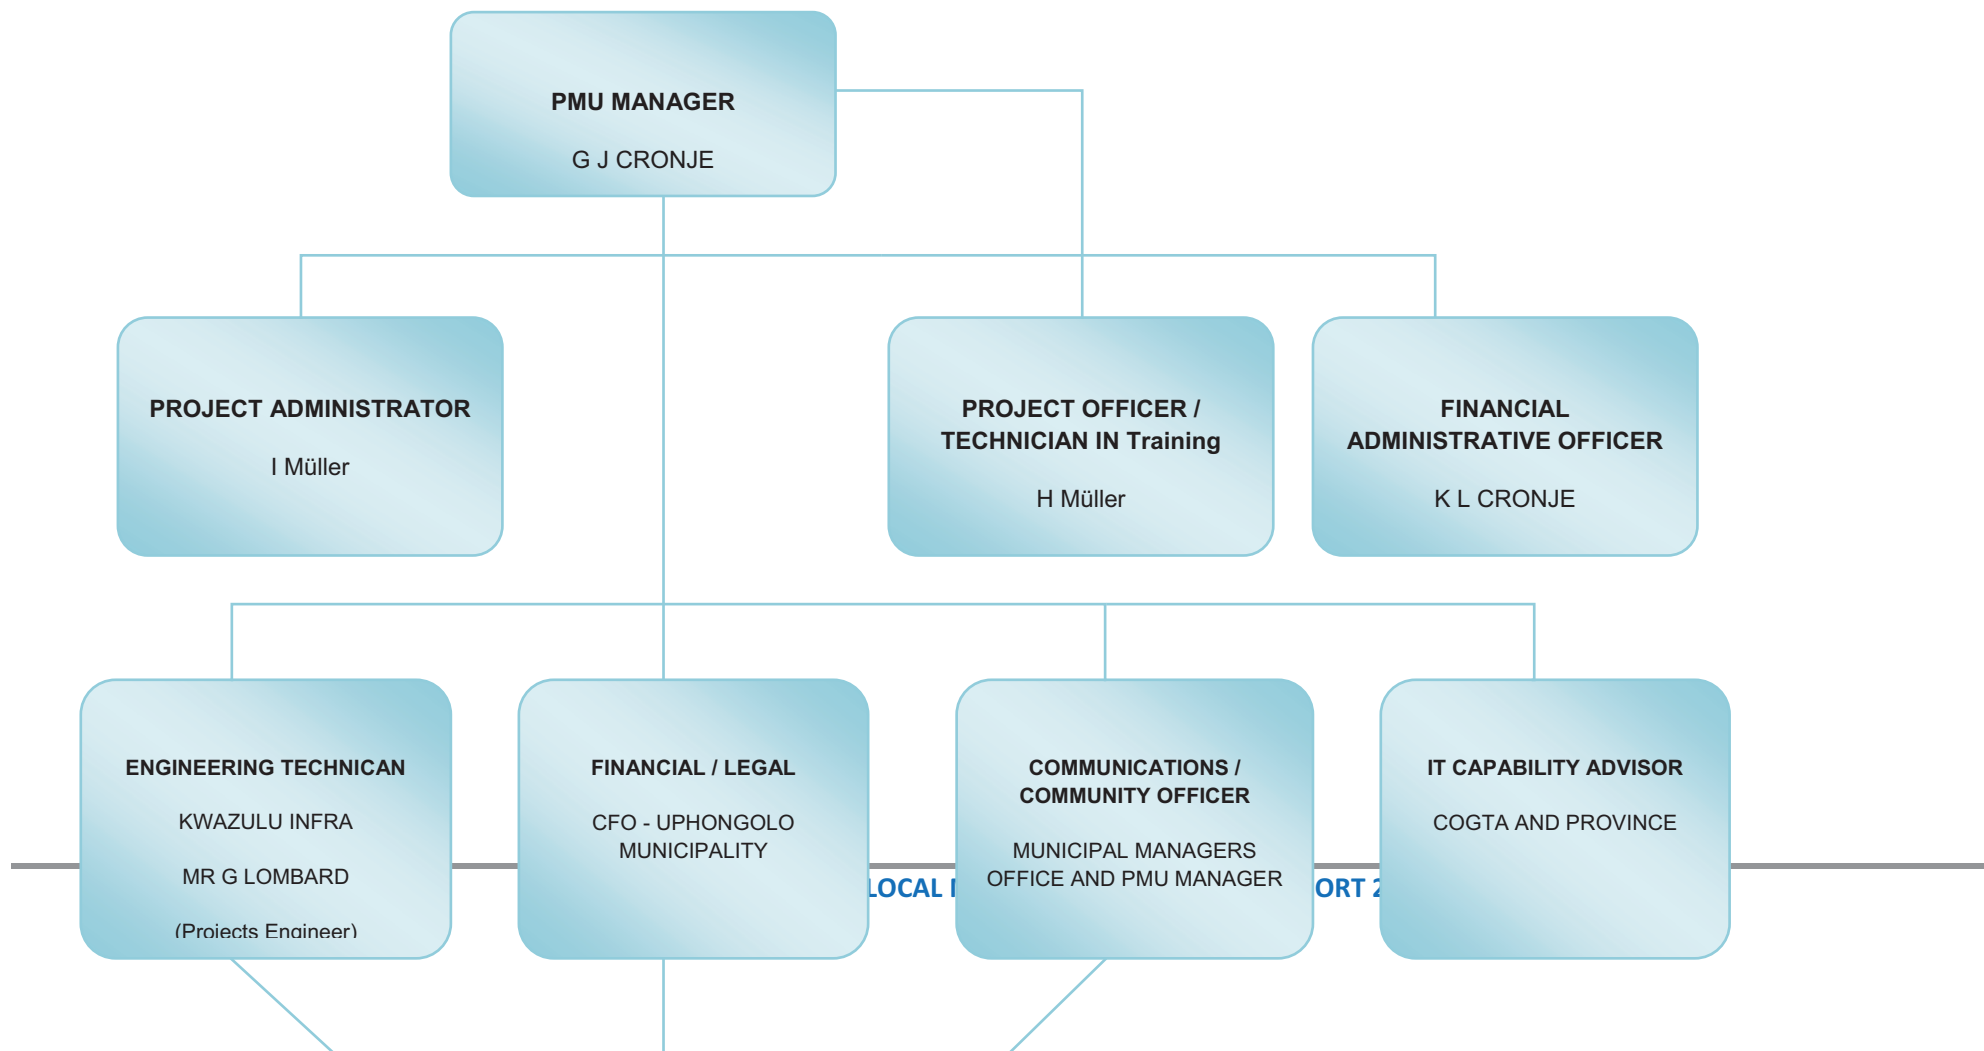 PMU MANAGER
G J CRONJE
PROJECT ADMINISTRATOR
I Müller
PROJECT OFFICER /
TECHNICIAN IN Training
H Müller
FINANCIAL
ADMINISTRATIVE OFFICER
K L CRONJE
ENGINEERING TECHNICAN
KWAZULU INFRA
MR G LOMBARD
(Projects Engineer)
FINANCIAL / LEGAL
CFO - UPHONGOLO
MUNICIPALITY
COMMUNICATIONS /
COMMUNITY OFFICER
MUNICIPAL MANAGERS
OFFICE AND PMU MANAGER
IT CAPABILITY ADVISOR
COGTA AND PROVINCE
LOCAL